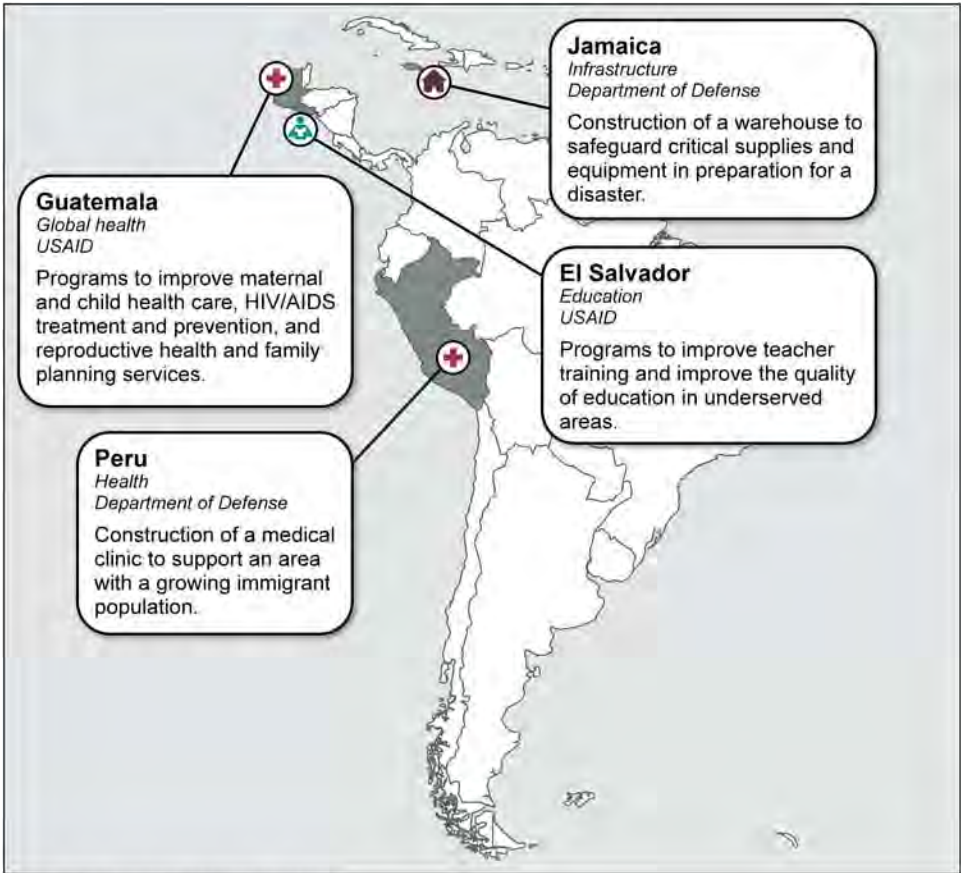 Jamaica
Infrastructure
Department of Defense
Construction of a warehouse to
safeguard critical supplies and
equipment in preparation for a
disaster.
Guatemala
Global health
USAID
Programs to improve maternal
and child health care, HIV/AIDS
treatment and prevention, and
reproductive health and family
planning services.
El Salvador
Education
USAID
Programs to improve teacher
training and improve the quality
of education in underserved
areas.
Peru
Health
Department of Defense
Construction of a medical
clinic to support an area
with a growing immigrant
population.